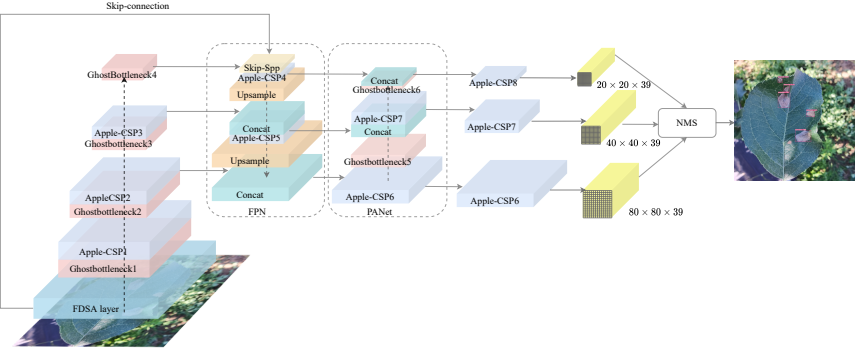 Skip-connection
GhostBottleneck4
Apple-CSP3
Ghostbottleneck3
AppleCSP2
Ghostbottleneck2
Apple-CSP1
Ghostbottleneck1
FDSA layer
Skip-Spp
Apple-CSP4
Upsample
Concat
Apple-CSP5
Upsample
Concat
FPN
Concat
Ghostbottleneck6
Apple-CSP7
Concat
Ghostbottleneck5
Apple-CSP6
PANet
Apple-CSP8
Apple-CSP7
Apple-CSP6
20 × 20 × 39
40 × 40 × 39
80 × 80 × 39
NMS